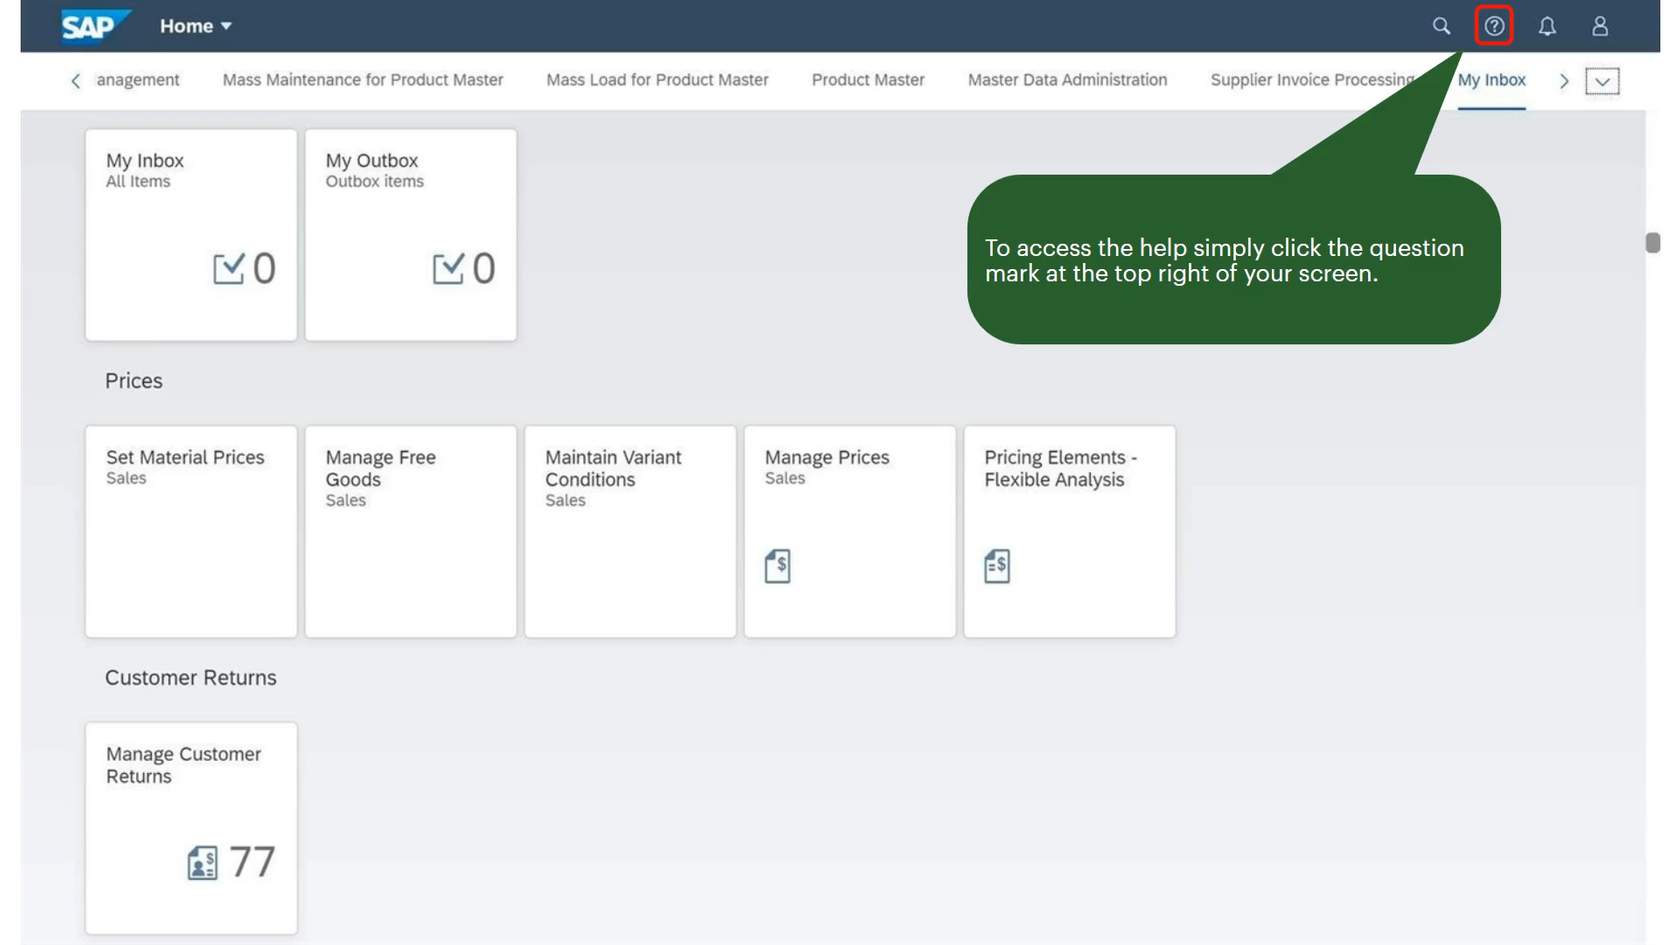 SAP Home
anagement Mass Maintenance for Product Master Mass Load for Product Master Product Master Master Data Administration Supplier Invoice Processing My Inbox
My Inbox
All Items
0
My Outbox
Outbox items
0
To access the help simply click the question
mark at the top right of your screen.
Prices
Set Material Prices
Sales
Manage Free
Goods
Sales
Maintain Variant
Conditions
Sales
Manage Prices
Sales
Pricing Elements -
Flexible Analysis
Customer Returns
Manage Customer
Returns
77